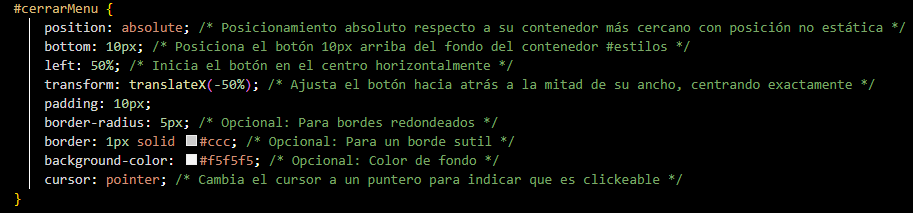 #cerrarMenu {
position: absolute; /* Posicionamiento absoluto respecto a su contenedor más cercano con posición no estática */
bottom: 10px; /* Posiciona el botón 10px arriba del fondo del contenedor #estilos */
left: 50%; /* Inicia el botón en el centro horizontalmente */
transform: translateX(-50%); /* Ajusta el botón hacia atrás a la mitad de su ancho, centrando exactamente */
padding: 10px;
border-radius: 5px; /* Opcional: Para bordes redondeados */
border: 1px solid #ccc; /* Opcional: Para un borde sutil */
background-color: #f5f5f5; /* Opcional: Color de fondo */
cursor: pointer; /* Cambia el cursor a un puntero para indicar que es clickeable */
}